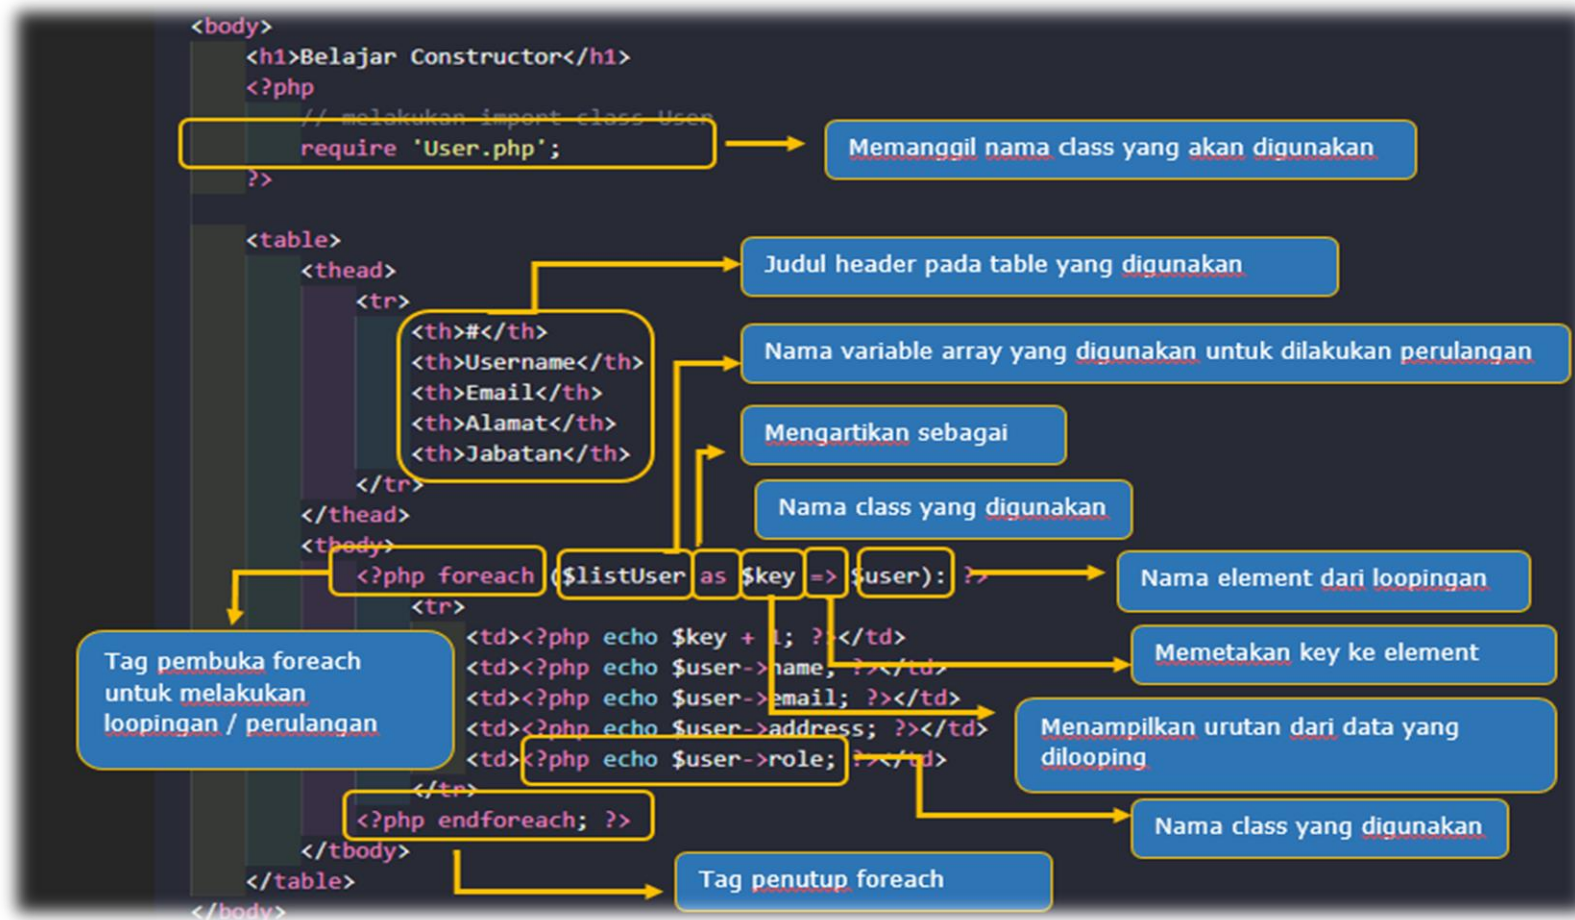 <body>
<h1>Belajar Constructor</h1>
<?php
// melakukan import class User
require 'User.php';
Memanggil nama class yang akan digunakan
?>
<table>
<thead>
<tr>
<th>#</th>
<th>Username</th>
<th>Email</th>
<th>Alamat</th>
<th>Jabatan</th>
</tr>
</thead>
<tbody>
<?php foreach ($listUser as $key => $user): ?>
<tr>
<td><?php echo $key + 1; ?></td>
<td><?php echo $user->name; ?></td>
<td><?php echo $user->email; ?></td>
<td><?php echo $user->address; ?></td>
<td><?php echo $user->role; ?></td>
</tr>
<?php endforeach; ?>
</tbody>
</table>
</body>
Judul header pada table yang digunakan
Nama variable array yang digunakan untuk dilakukan perulangan
Mengartikan sebagai
Nama class yang digunakan
Nama element dari loopingan
Memetakan key ke element
Tag pembuka foreach
untuk melakukan
loopingan / perulangan
Menampilkan urutan dari data yang
dilooping
Nama class yang digunakan
Tag penutup foreach